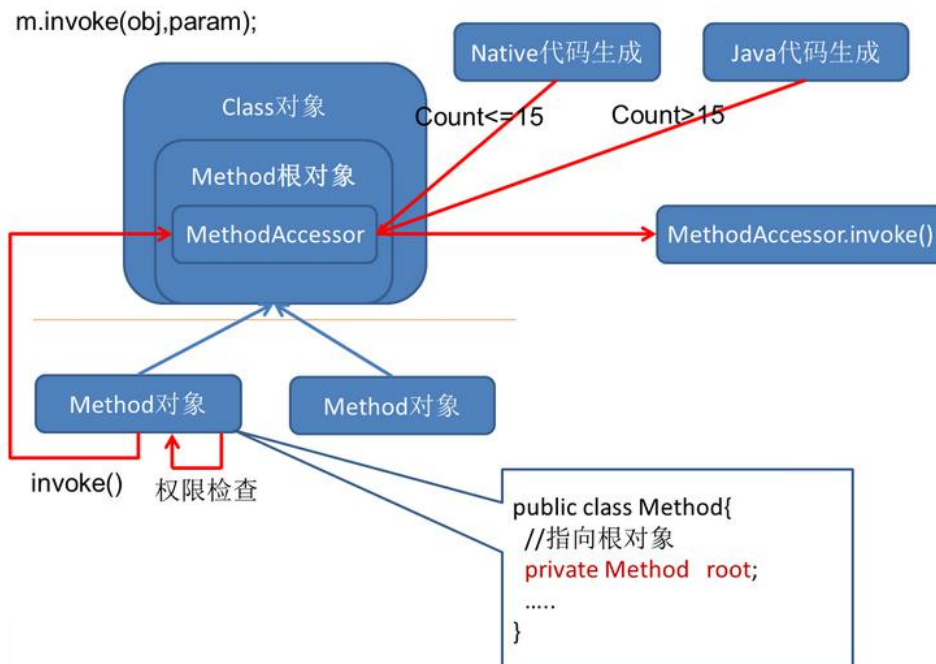 m.invoke(obj,param);
Native代码生成
Java代码生成
Class对象
Count<=15
Count>15
Method根对象
MethodAccessor
MethodAccessor.invoke()
Method对象
Method对象
invoke()
权限检查
public class Method{
//指向根对象
private Method root;
.....
}